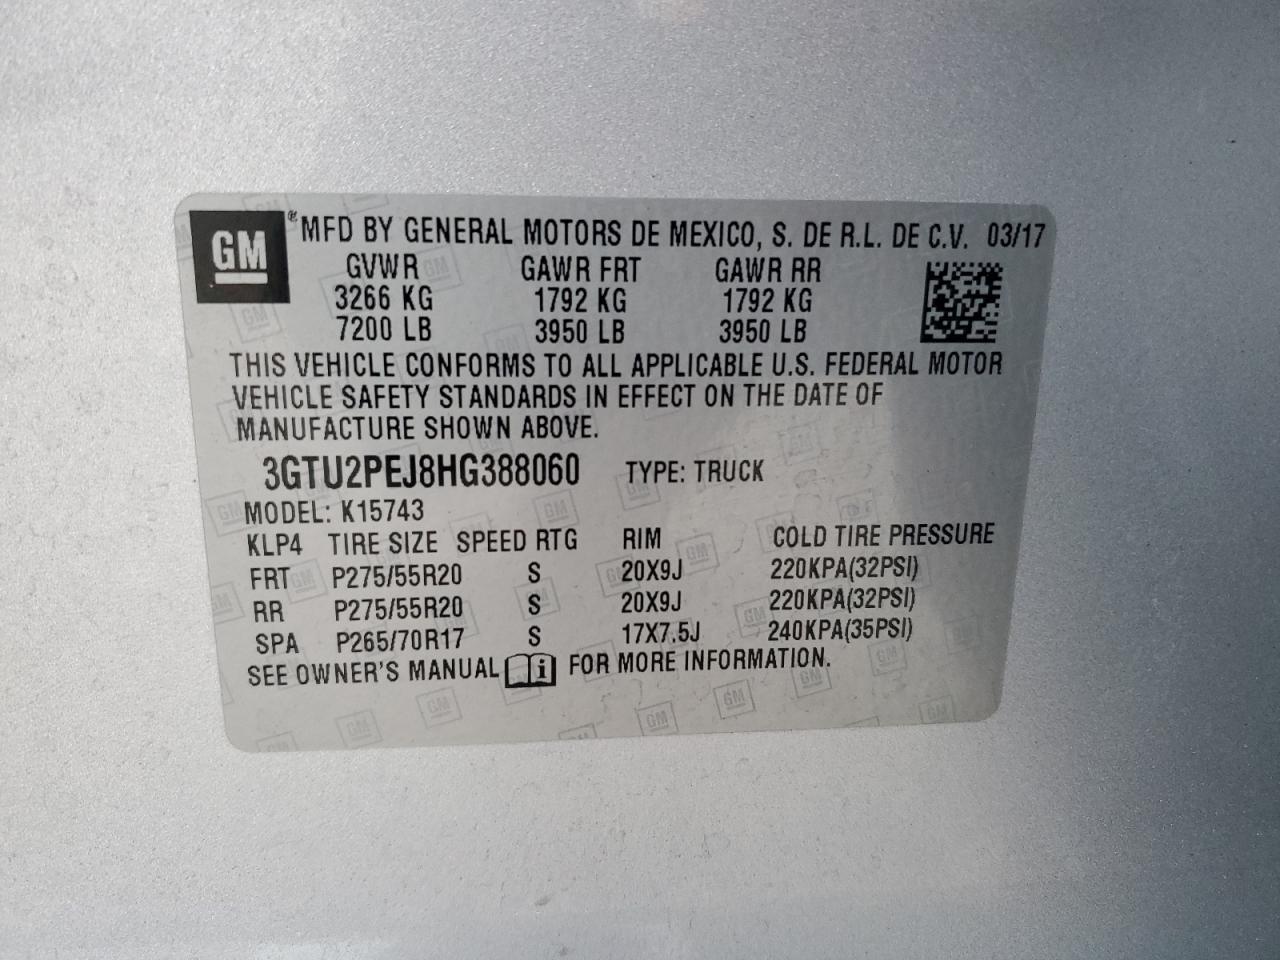 GM ® MFD BY GENERAL MOTORS DE MEXICO, S. DE R.L. DE C.V. 03/17
GVWR GAWR FRT GAWR RR
3266 KG 1792 KG 1792 KG
7200 LB 3950 LB 3950 LB
THIS VEHICLE CONFORMS TO ALL APPLICABLE U.S. FEDERAL MOTOR
VEHICLE SAFETY STANDARDS IN EFFECT ON THE DATE OF
MANUFACTURE SHOWN ABOVE.
3GTU2PEJ8HG388060 TYPE: TRUCK
MODEL: K15743
KLP4 TIRE SIZE SPEED RTG RIM COLD TIRE PRESSURE
FRT P275/55R20 S 20X9J 220KPA(32PSI)
RR P275/55R20 S 20X9J 220KPA(32PSI)
SPA P265/70R17 S 17X7.5J 240KPA(35PSI)
SEE OWNER'S MANUAL i FOR MORE INFORMATION.